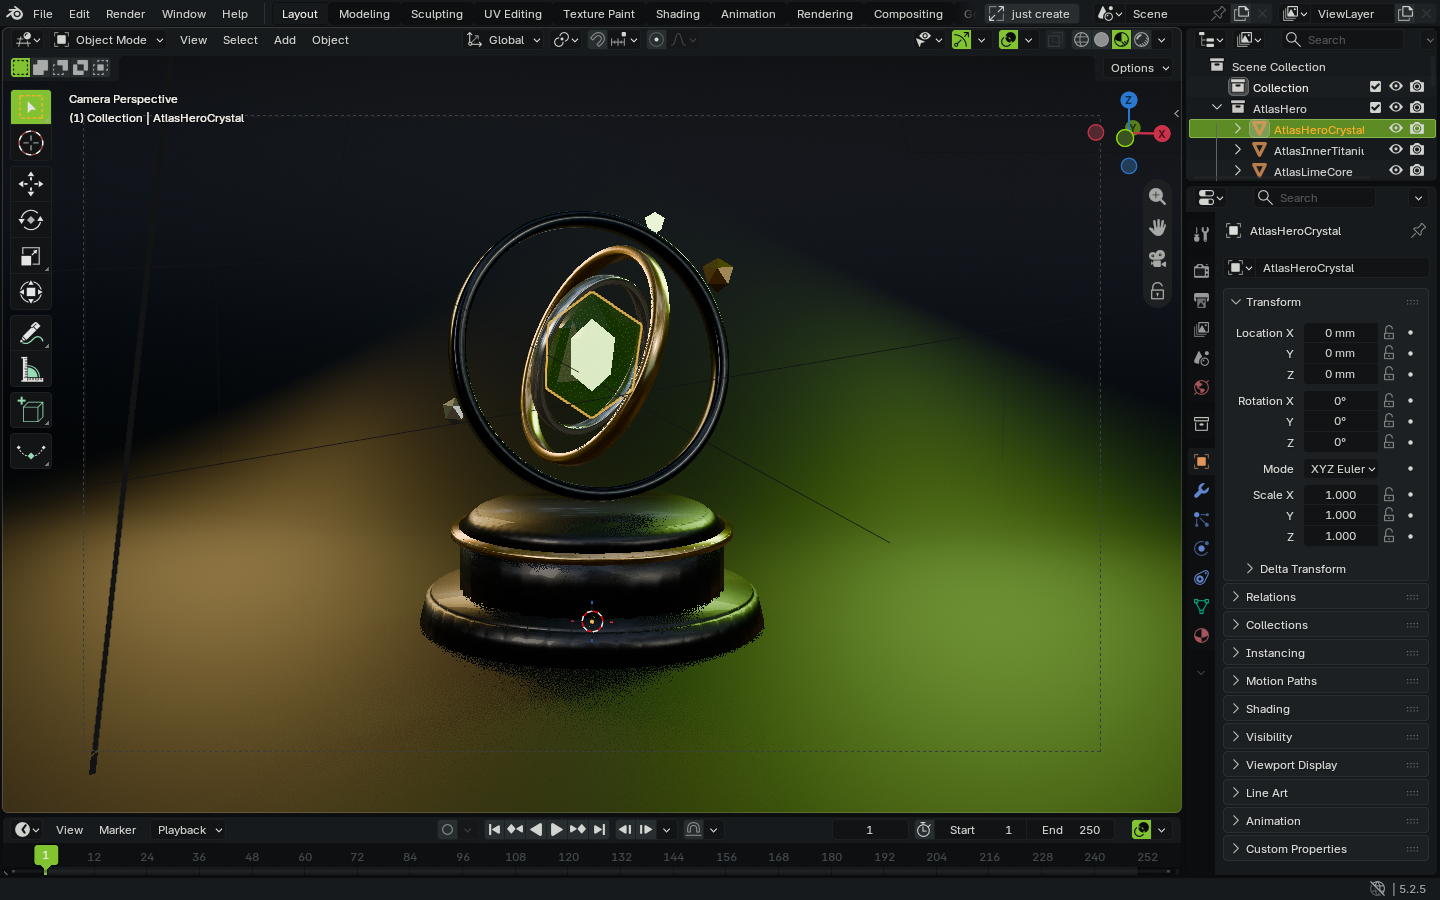 File Edit Render Window Help Layout Modeling Sculpting UV Editing Texture Paint Shading Animation Rendering Compositing just create Scene ViewLayer
Object Mode View Select Add Object Global Search
Options
Camera Perspective
(1) Collection | AtlasHeroCrystal
Z
Y
X
Scene Collection
Collection
AtlasHero
AtlasHeroCrystal
AtlasInnerTitaniu
AtlasLimeCore
Search
AtlasHeroCrystal
AtlasHeroCrystal
Transform
Location X 0 mm
Y 0 mm
Z 0 mm
Rotation X 0°
Y 0°
Z 0°
Mode XYZ Euler
Scale X 1.000
Y 1.000
Z 1.000
Delta Transform
Relations
Collections
Instancing
Motion Paths
Shading
Visibility
Viewport Display
Line Art
Animation
Custom Properties
View Marker Playback 1 Start 1 End 250
1 12 24 36 48 60 72 84 96 108 120 132 144 156 168 180 192 204 216 228 240 252
5.2.5